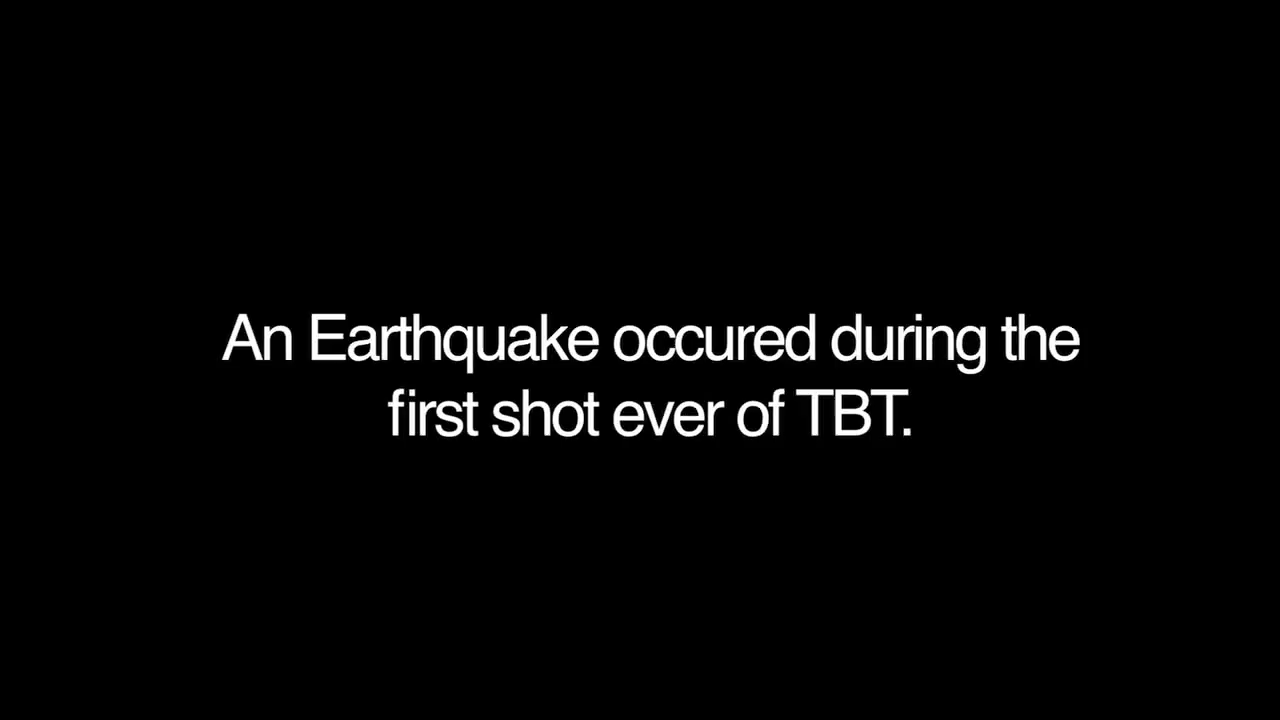 An Earthquake occured during the
first shot ever of TBT.